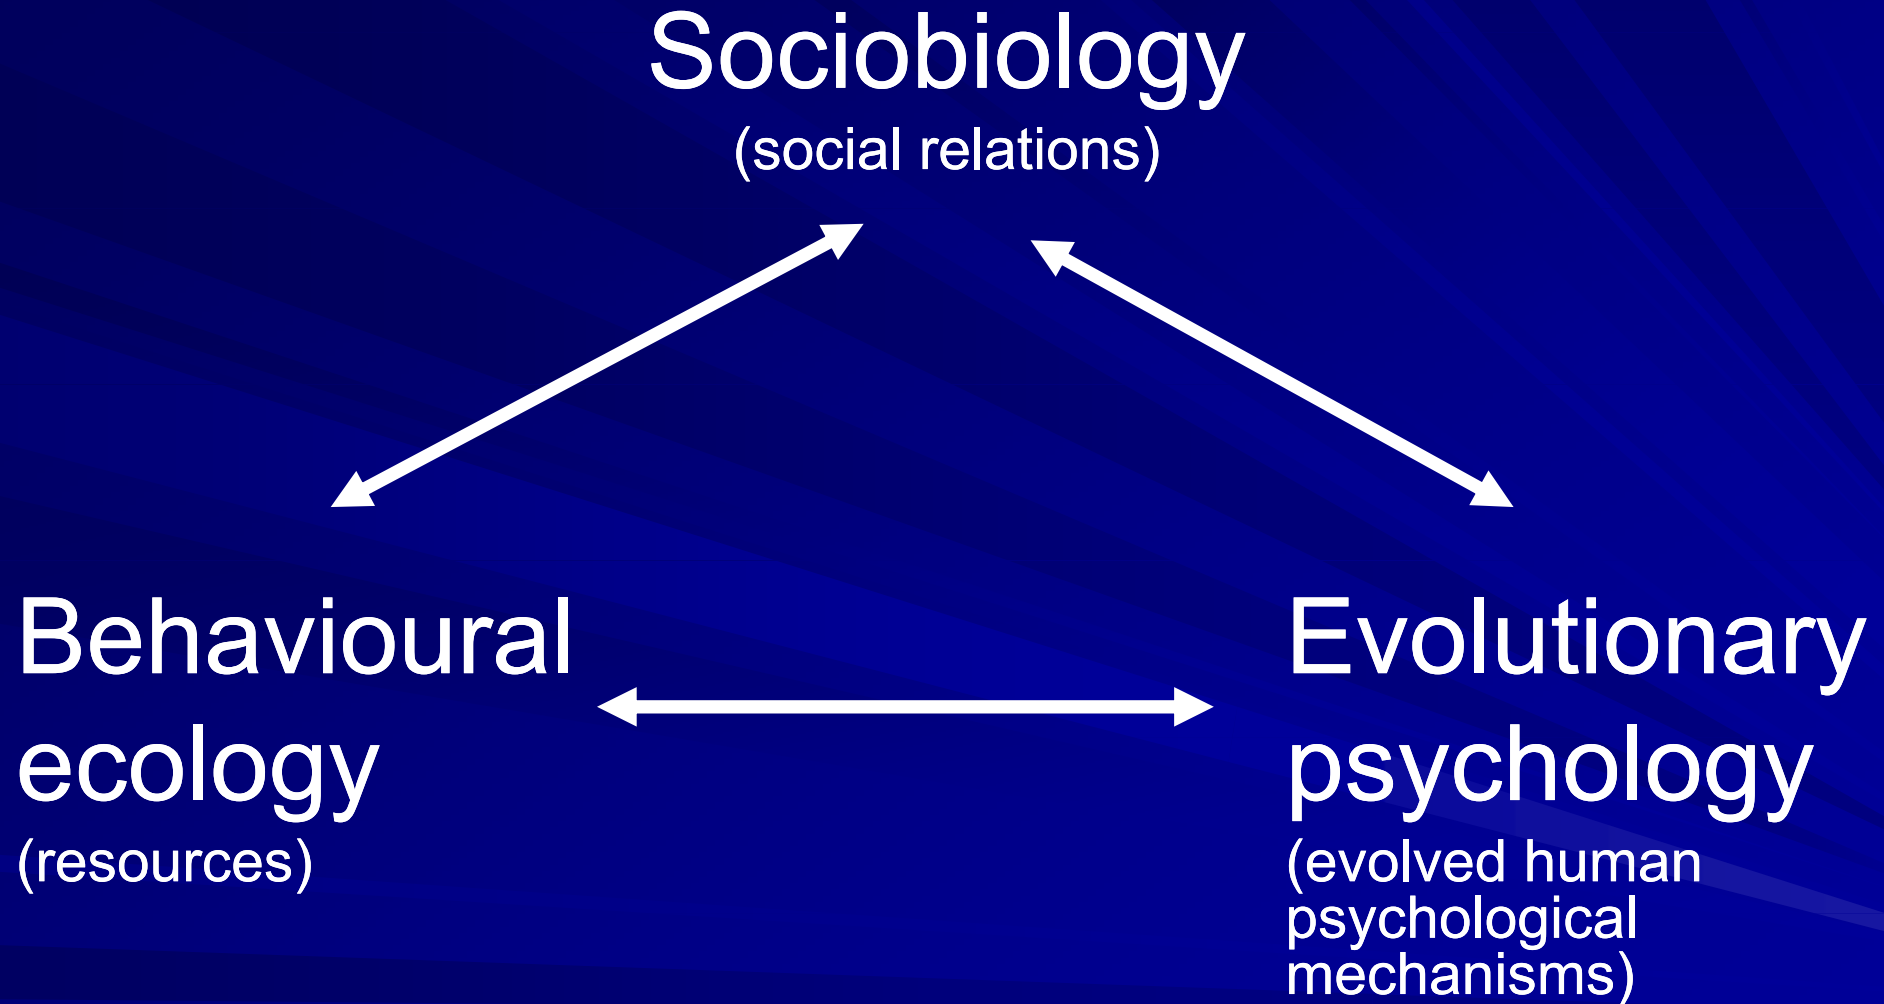 Sociobiology
(social relations)
Behavioural
ecology
(resources)
Evolutionary
psychology
(evolved human
psychological
mechanisms)